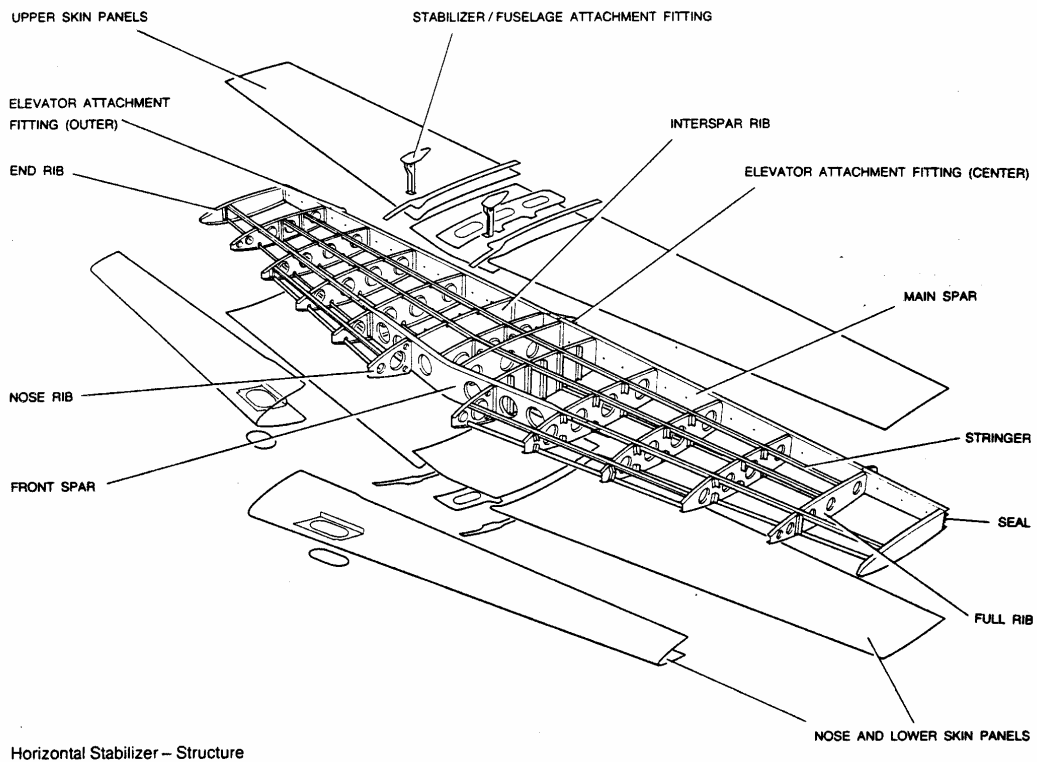 UPPER SKIN PANELS
STABILIZER / FUSELAGE ATTACHMENT FITTING
ELEVATOR ATTACHMENT
FITTING (OUTER)
INTERSPAR RIB
END RIB
ELEVATOR ATTACHMENT FITTING (CENTER)
MAIN SPAR
NOSE RIB
STRINGER
FRONT SPAR
SEAL
FULL RIB
NOSE AND LOWER SKIN PANELS
Horizontal Stabilizer – Structure